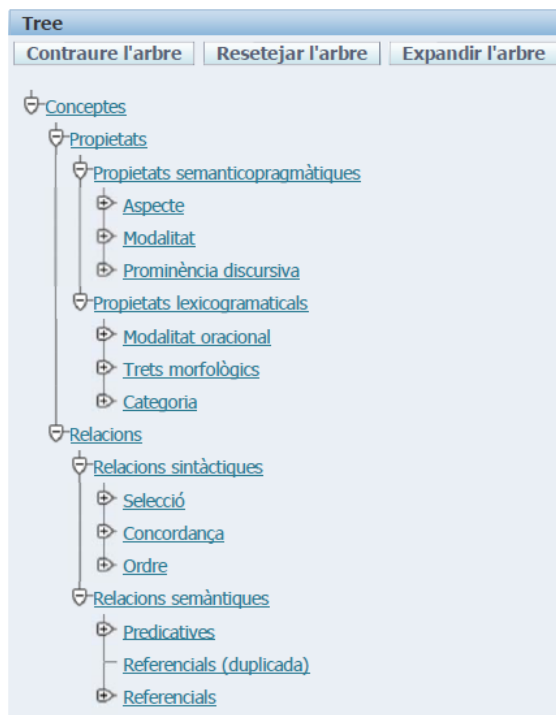 Tree
Contraure l'arbre Resetejar l'arbre Expandir l'arbre
Conceptes
Propietats
Propietats semanticopragmàtiques
Aspecte
Modalitat
Prominència discursiva
Propietats lexicogramaticals
Modalitat oracional
Trets morfològics
Categoria
Relacions
Relacions sintàctiques
Selecció
Concordança
Ordre
Relacions semàntiques
Predicatives
Referencials (duplicada)
Referencials